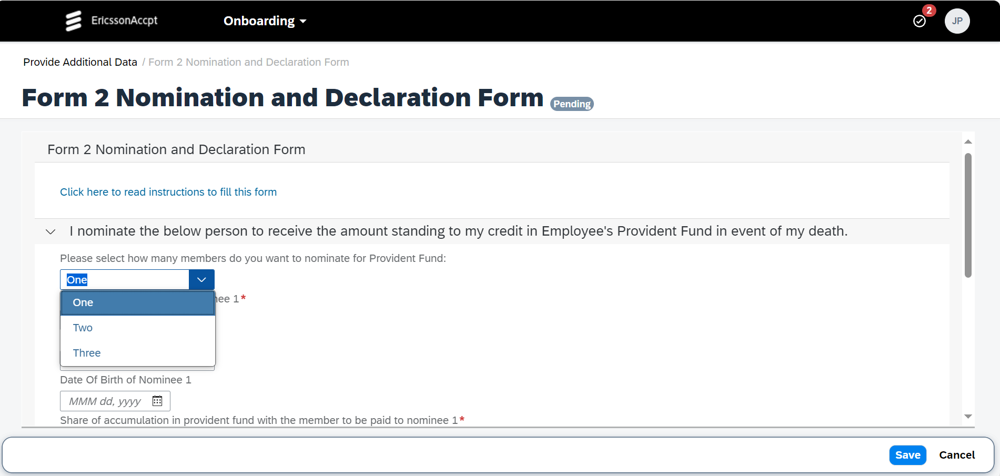 EricssonAccpt
Onboarding
2
JP
Provide Additional Data / Form 2 Nomination and Declaration Form
Form 2 Nomination and Declaration Form Pending
Form 2 Nomination and Declaration Form
Click here to read instructions to fill this form
I nominate the below person to receive the amount standing to my credit in Employee's Provident Fund in event of my death.
Please select how many members do you want to nominate for Provident Fund:
One
1*
One
Two
Three
Date Of Birth of Nominee 1
MMM dd, yyyy
Share of accumulation in provident fund with the member to be paid to nominee 1*
Save Cancel